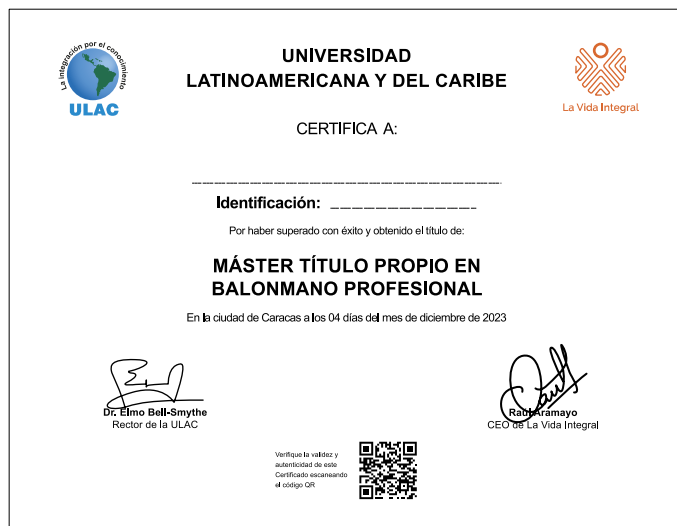 La integración por el conocimiento
ULAC
UNIVERSIDAD
LATINOAMERICANA Y DEL CARIBE
La Vida Integral
CERTIFICA A:
Identificación:
Por haber superado con éxito y obtenido el título de:
MÁSTER TÍTULO PROPIO EN
BALONMANO PROFESIONAL
En la ciudad de Caracas a los 04 días del mes de diciembre de 2023
Dr. Elmo Bell-Smythe
Rector de la ULAC
Raúl Aramayo
CEO de La Vida Integral
Verifique la validez y
autenticidad de este
Certificado escaneando
el código QR